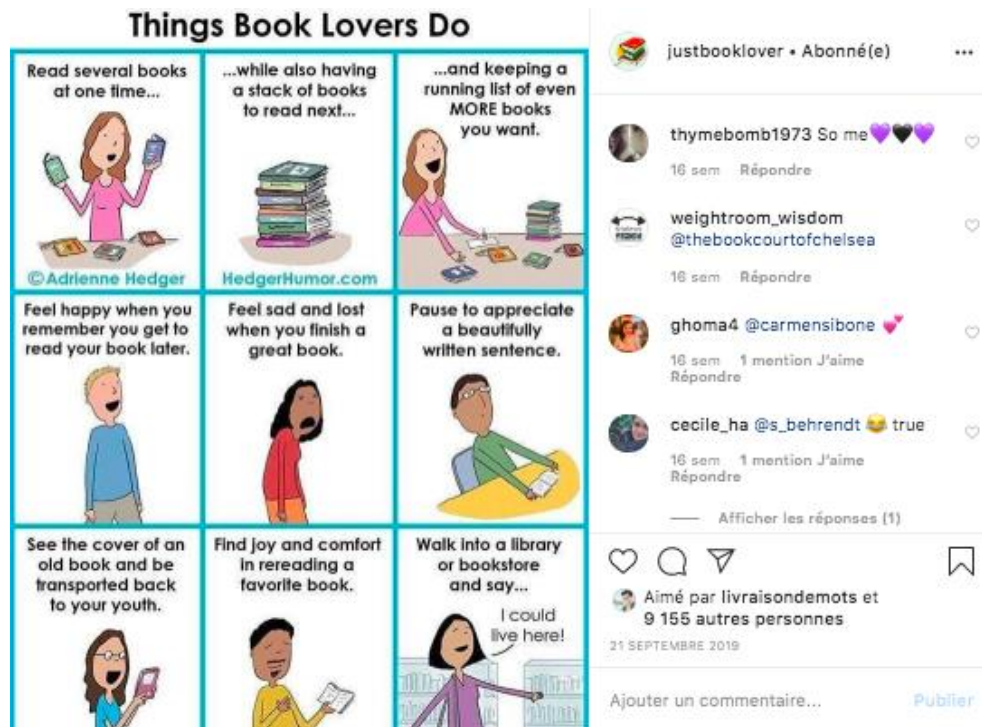 Things Book Lovers Do
Read several books
at one time...
...while also having
a stack of books
to read next...
...and keeping a
running list of even
MORE books
you want.
©Adrienne Hedger
HedgerHumor.com
Feel happy when you
remember you get to
read your book later.
Feel sad and lost
when you finish a
great book.
Pause to appreciate
a beautifully
written sentence.
See the cover of an
old book and be
transported back
to your youth.
Find joy and comfort
in rereading a
favorite book.
Walk into a library
or bookstore
and say...
I could
live here!
justbooklover • Abonné(e)
thymebomb1973 So me💜🖤💜
16 sem Répondre
weightroom_wisdom
@thebookcourtofchelsea
16 sem Répondre
ghoma4 @carmensibone 💕
16 sem 1 mention J'aime
Répondre
cecile_ha @s_behrendt 😂 true
16 sem 1 mention J'aime
Répondre
Afficher les réponses (1)
Aimé par livraisondemots et
9 155 autres personnes
21 SEPTEMBRE 2019
Ajouter un commentaire...
Publier